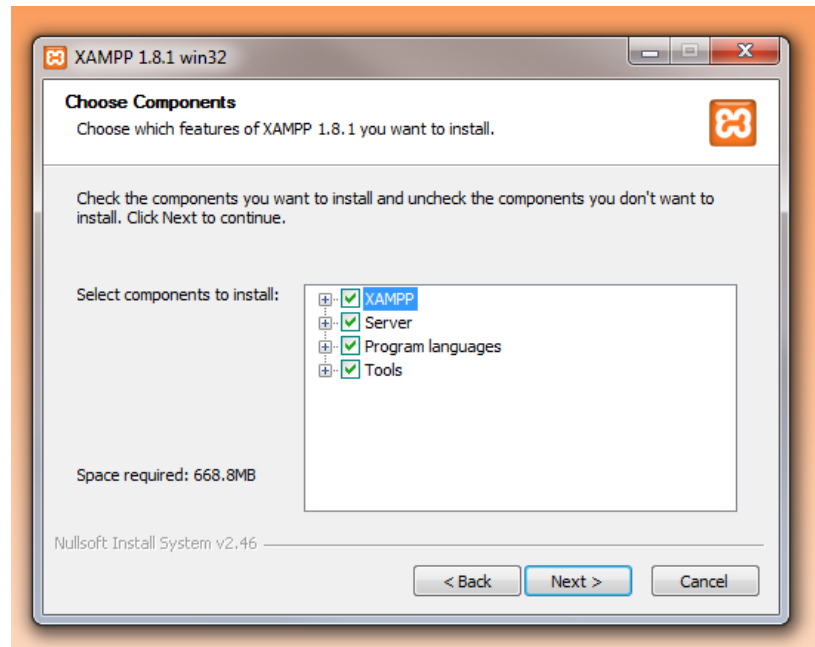 XAMPP 1.8.1 win32
Choose Components
Choose which features of XAMPP 1.8.1 you want to install.
Check the components you want to install and uncheck the components you don't want to
install. Click Next to continue.
Select components to install:
XAMPP
Server
Program languages
Tools
Space required: 668.8MB
Nullsoft Install System v2.46
< Back
Next >
Cancel